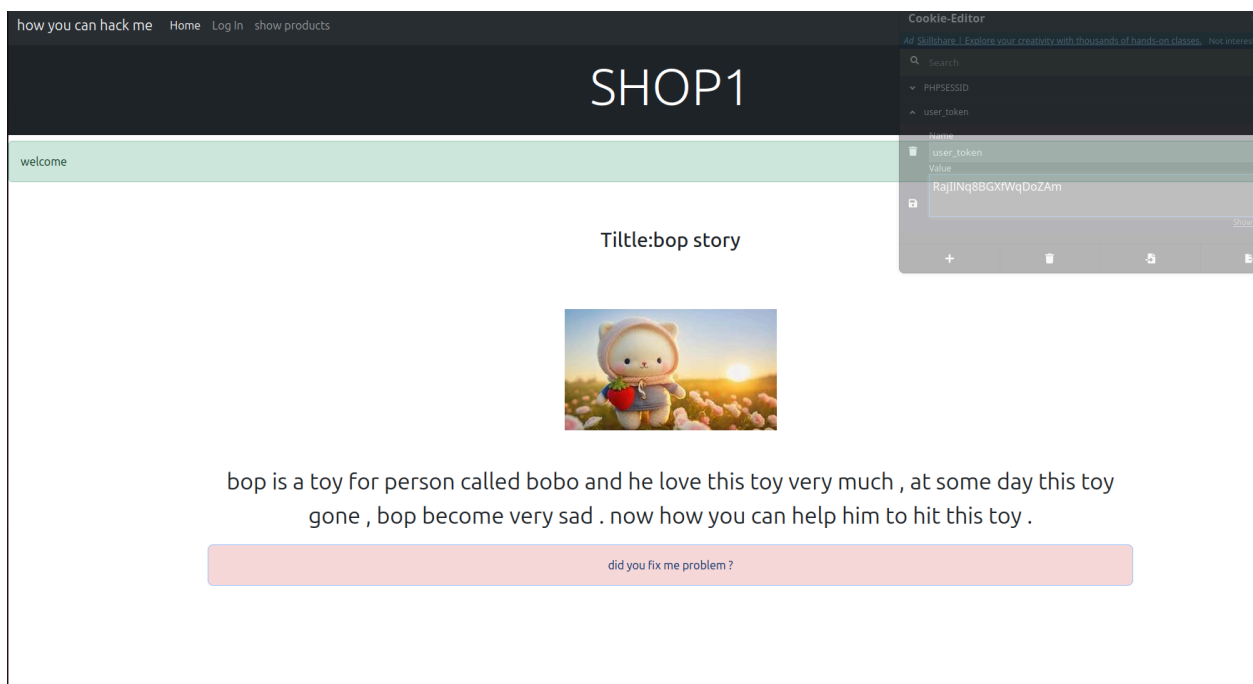 how you can hack me Home Log In show products
Cookie-Editor
Ad Skillshare | Explore your creativity with thousands of hands-on classes. Not
Search
PHPSESSID
user_token
SHOP1
Name
user_token
Value
welcome
Show
Tiltle:bop story
bop is a toy for person called bobo and he love this toy very much , at some day this toy
gone , bop become very sad . now how you can help him to hit this toy .
did you fix me problem ?